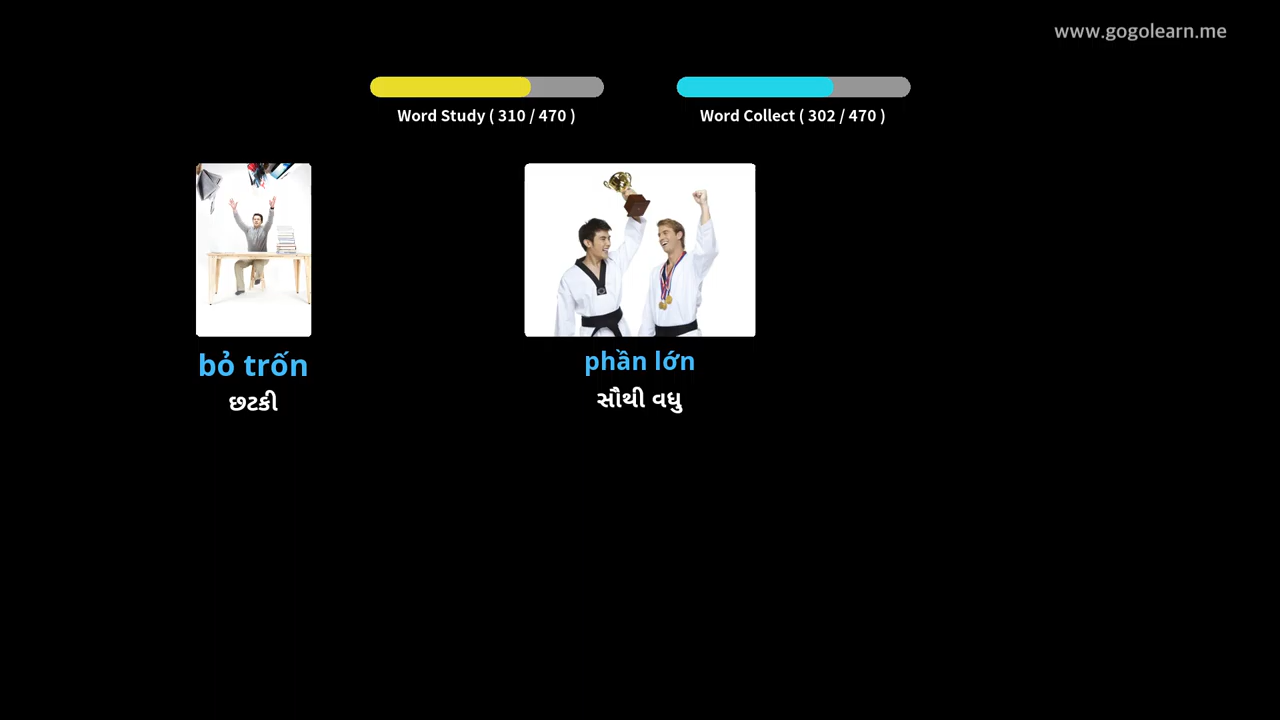 www.gogolearn.me
Word Study ( 310 / 470 )
Word Collect ( 302 / 470 )
bỏ trốn
છટકી
phần lớn
સૌથી વધુ